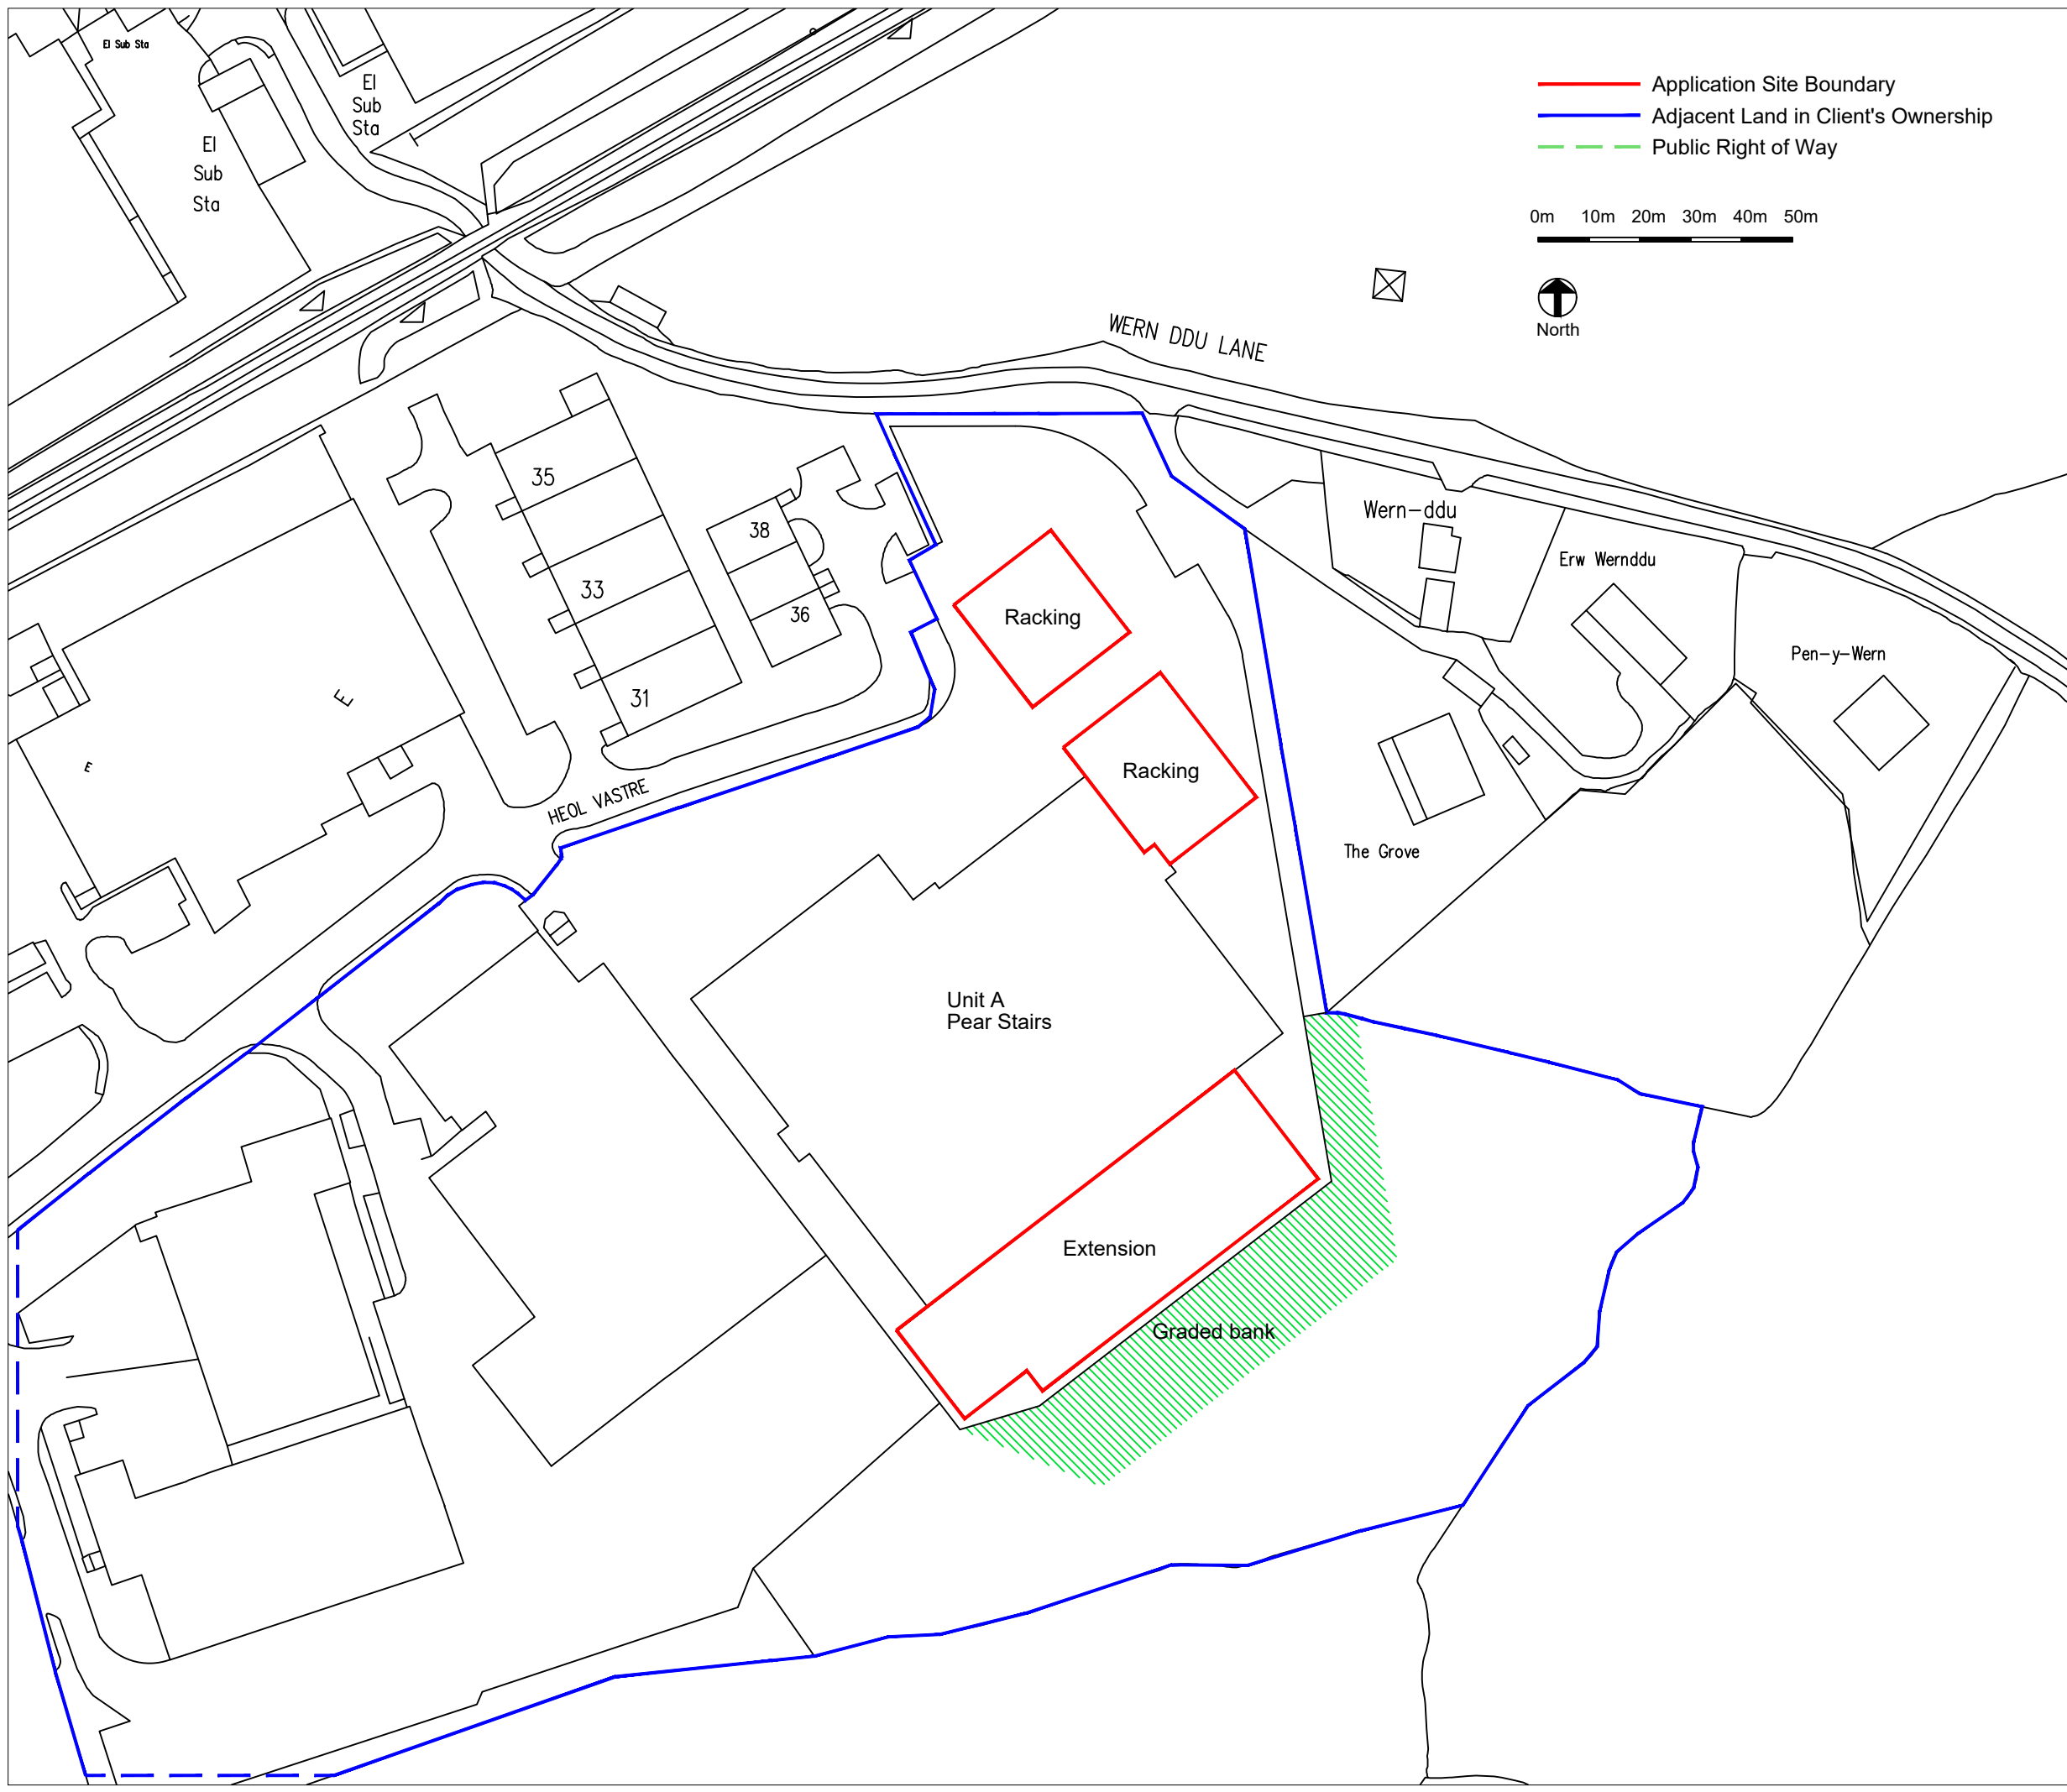 El Sub Sta
El
Sub
Sta
El
Sub
Sta
Application Site Boundary
Adjacent Land in Client's Ownership
Public Right of Way
0m 10m 20m 30m 40m 50m
North
WERN DDU LANE
35
33
31
38
36
Wern-ddu
Erw Wernddu
Pen-y-Wern
The Grove
Racking
Racking
E
E
HEOL VASTRE
Unit A
Pear Stairs
Extension
Graded bank